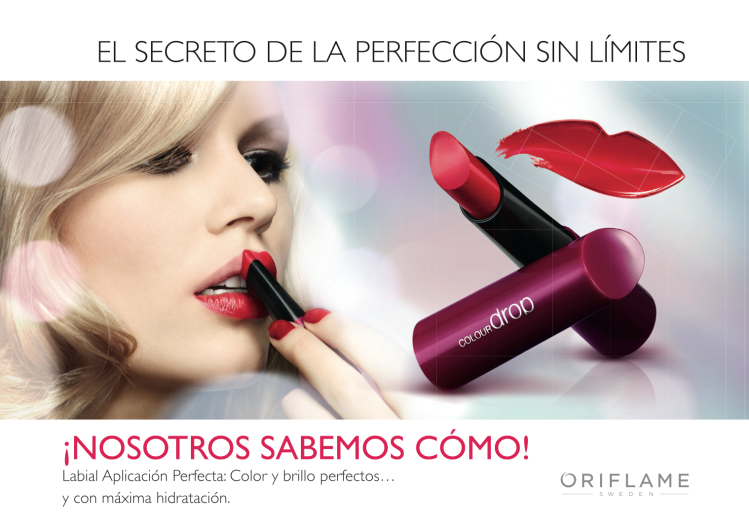 EL SECRETO DE LA PERFECCIÓN SIN LÍMITES
COLOUR drop
¡NOSOTROS SABEMOS CÓMO!
Labial Aplicación Perfecta: Color y brillo perfectos…
y con máxima hidratación.
ORIFLAME
SWEDEN